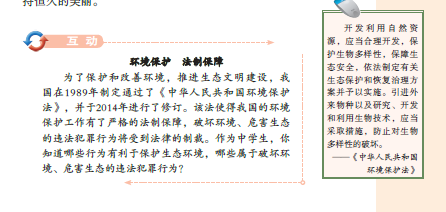 持恒久的美丽。
互 动
环境保护 法制保障
为了保护和改善环境，推进生态文明建设，我
国在1989年制定通过了《中华人民共和国环境保护
法》，并于2014年进行了修订。该法使得我国的环境
保护工作有了严格的法制保障，破坏环境、危害生态
的违法犯罪行为将受到法律的制裁。作为中学生，你
知道哪些行为有利于保护生态环境，哪些属于破坏环
境、危害生态的违法犯罪行为？
开发利用自然资
源，应当合理开发，保
护生物多样性，保障生
态安全，依法制定有关
生态保护和恢复治理方
案并予以实施。引进外
来物种以及研究、开发
和利用生物技术，应当
采取措施，防止对生物
多样性的破坏。
——《中华人民共和国
环境保护法》